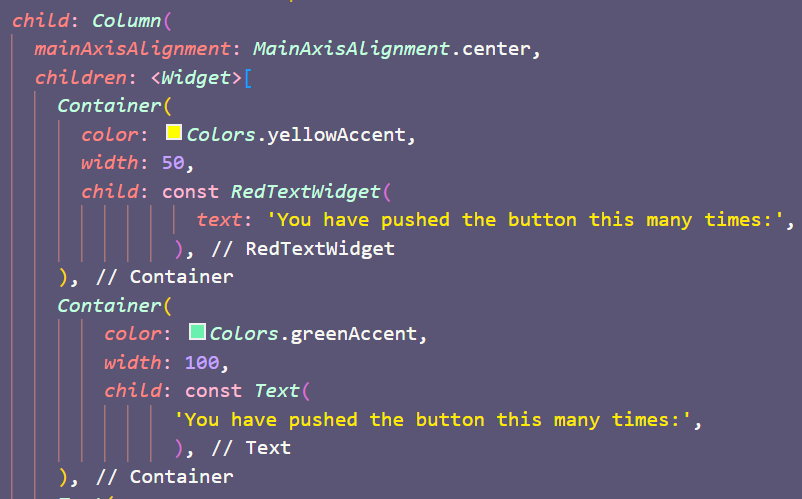 child: Column(
mainAxisAlignment: MainAxisAlignment.center,
children: <Widget>[
Container(
color: Colors.yellowAccent,
width: 50,
child: const RedTextWidget(
text: 'You have pushed the button this many times:',
), // RedTextWidget
), // Container
Container(
color: Colors.greenAccent,
width: 100,
child: const Text(
'You have pushed the button this many times:',
), // Text
), // Container